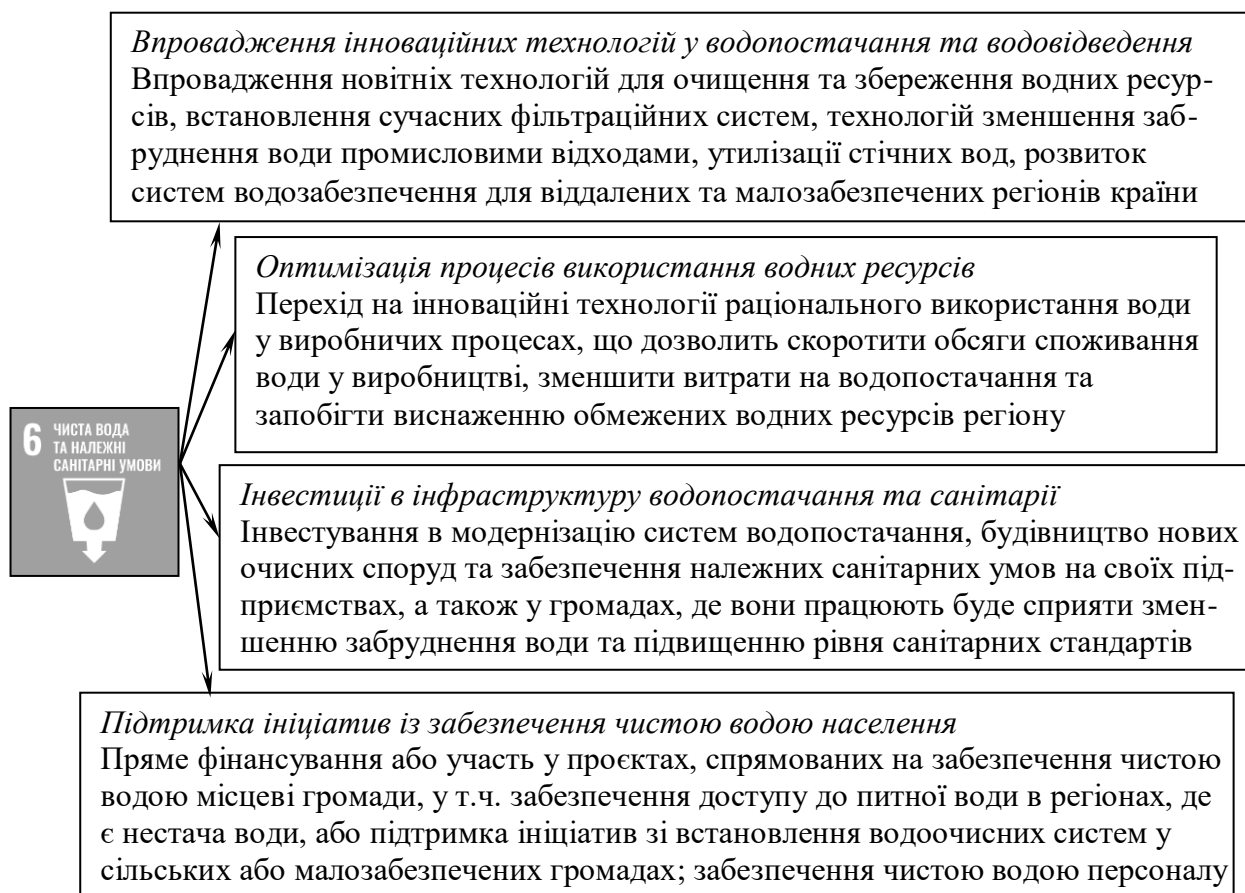 Впровадження інноваційних технологій у водопостачання та водовідведення
Впровадження новітніх технологій для очищення та збереження водних ресур-
сів, встановлення сучасних фільтраційних систем, технологій зменшення заб-
руднення води промисловими відходами, утилізації стічних вод, розвиток
систем водозабезпечення для віддалених та малозабезпечених регіонів країни
Оптимізація процесів використання водних ресурсів
Перехід на інноваційні технології раціонального використання води
у виробничих процесах, що дозволить скоротити обсяги споживання
води у виробництві, зменшити витрати на водопостачання та
запобігти виснаженню обмежених водних ресурсів регіону
6 ЧИСТА ВОДА
ТА НАЛЕЖНІ
САНІТАРНІ УМОВИ
Інвестиції в інфраструктуру водопостачання та санітарії
Інвестування в модернізацію систем водопостачання, будівництво нових
очисних споруд та забезпечення належних санітарних умов на своїх під-
приємствах, а також у громадах, де вони працюють буде сприяти змен-
шенню забруднення води та підвищенню рівня санітарних стандартів
Підтримка ініціатив із забезпечення чистою водою населення
Пряме фінансування або участь у проєктах, спрямованих на забезпечення чистою
водою місцеві громади, у т.ч. забезпечення доступу до питної води в регіонах, де
є нестача води, або підтримка ініціатив зі встановлення водоочисних систем у
сільських або малозабезпечених громадах; забезпечення чистою водою персоналу